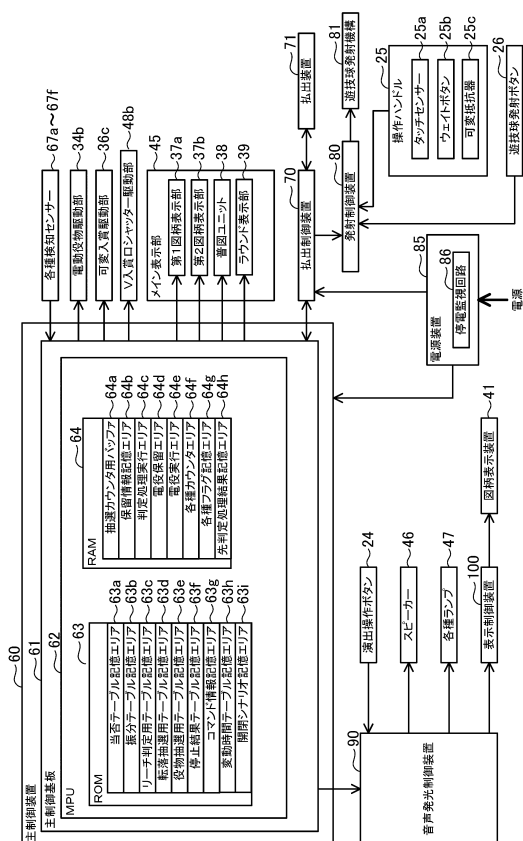 60
主制御装置
61
主制御基板
62
MPU
63
ROM
当否テーブル記憶エリア 63a
振分テーブル記憶エリア 63b
リーチ判定用テーブル記憶エリア 63c
転落抽選用テーブル記憶エリア 63d
役物抽選用テーブル記憶エリア 63e
停止結果テーブル記憶エリア 63f
コマンド情報記憶エリア 63g
変動時間テーブル記憶エリア 63h
開閉シナリオ記憶エリア 63i
64
RAM
抽選カウンタ用バッファ 64a
保留情報記憶エリア 64b
判定処理実行エリア 64c
電役保留エリア 64d
電役実行エリア 64e
各種カウンタエリア 64f
各種フラグ記憶エリア 64g
先判定処理結果記憶エリア 64h
各種検知センサー 67a～67f
電動役物駆動部 34b
可変入賞駆動部 36c
V入賞口シャッター駆動部 48b
メイン表示部 45
第1図柄表示部 37a
第2図柄表示部 37b
普図ユニット 38
ラウンド表示部 39
払出制御装置 70
払出装置 71
発射制御装置 80
遊技球発射機構 81
操作ハンドル 25
タッチセンサー 25a
ウェイトボタン 25b
可変抵抗器 25c
遊技球発射ボタン 26
電源装置 85
停電監視回路 86
電源
90
音声発光制御装置
演出操作ボタン 24
スピーカー 46
各種ランプ 47
表示制御装置 100
図柄表示装置 41